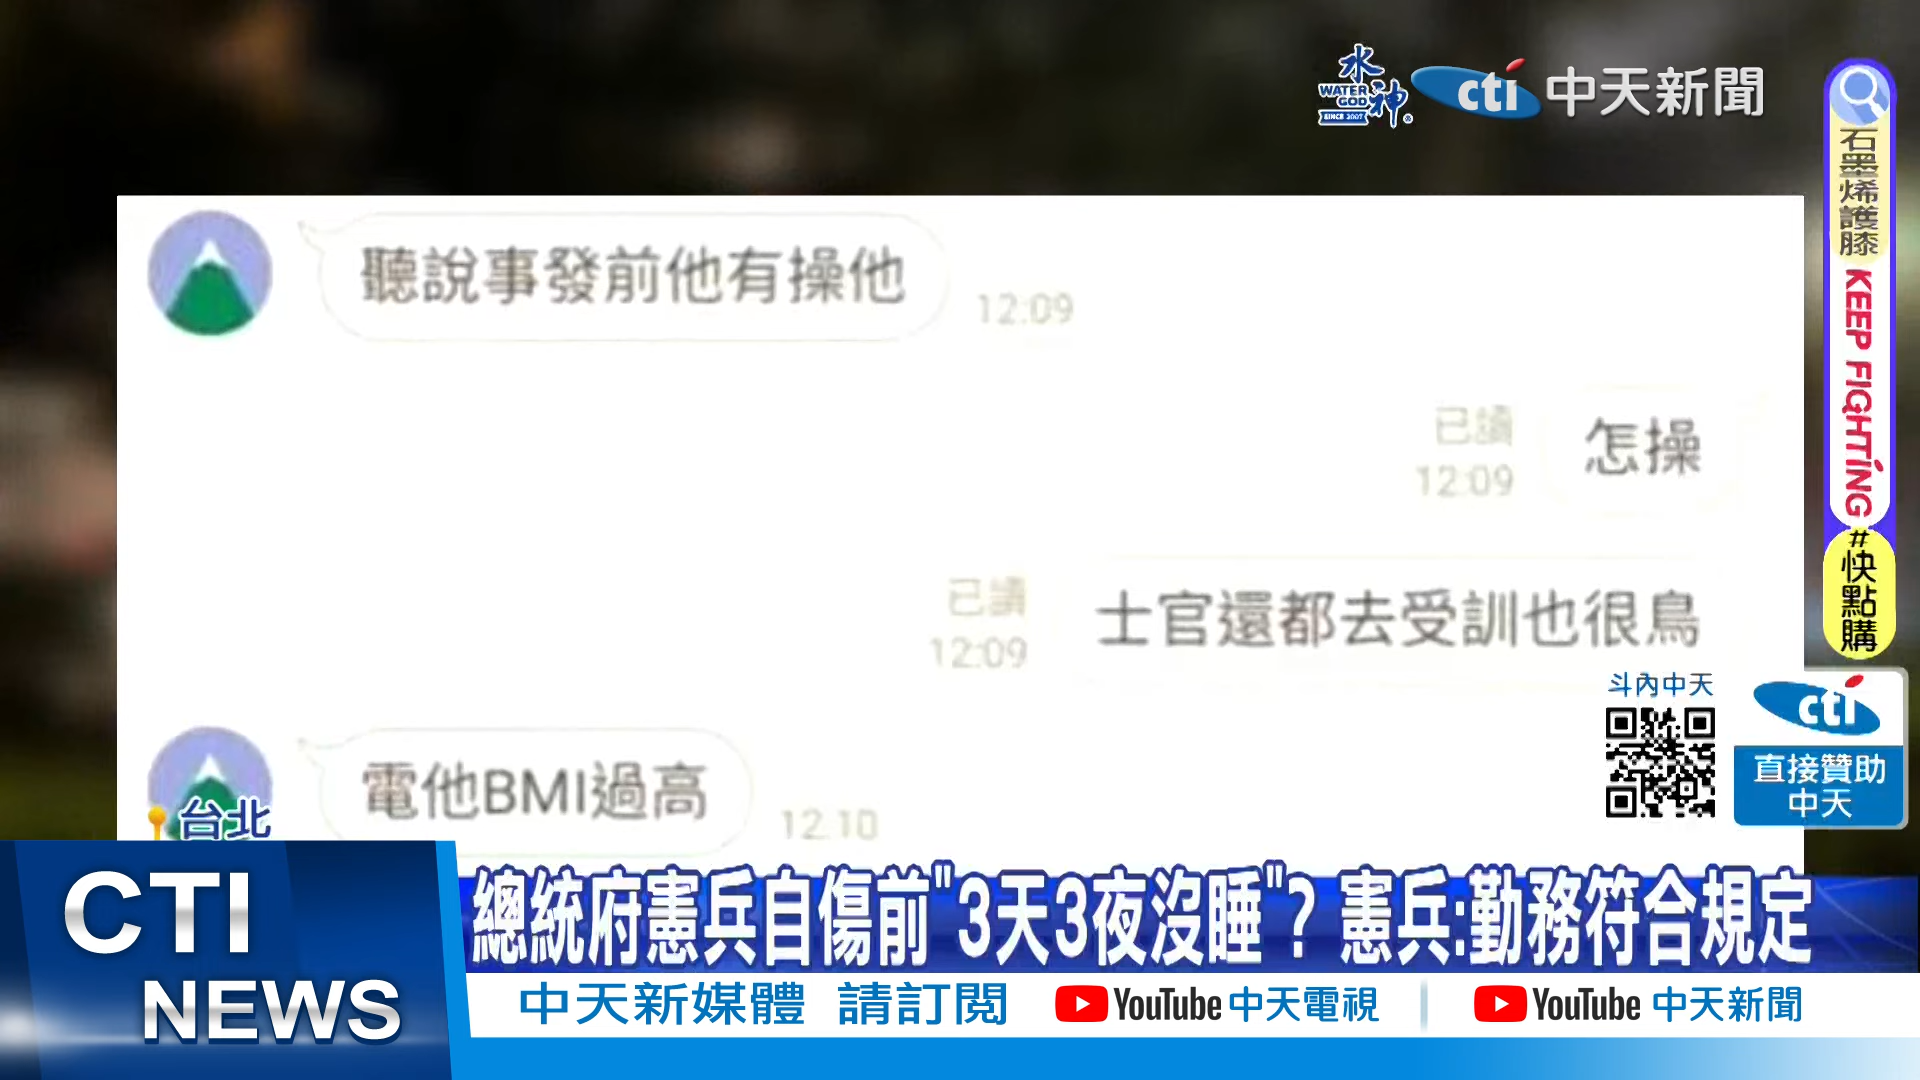 水神
WATER GOD
SINCE 2007
cti 中天新聞
石墨烯護膝 KEEP FIGHTING #快點購
聽說事發前他有操他
12:09
已讀
12:09
怎操
已讀
12:09
士官還都去受訓也很鳥
電他BMI過高
12:10
台北
斗內中天
cti
直接贊助
中天
CTI
NEWS
總統府憲兵自傷前"3天3夜沒睡"? 憲兵:勤務符合規定
中天新媒體 請訂閱 YouTube 中天電視 YouTube 中天新聞